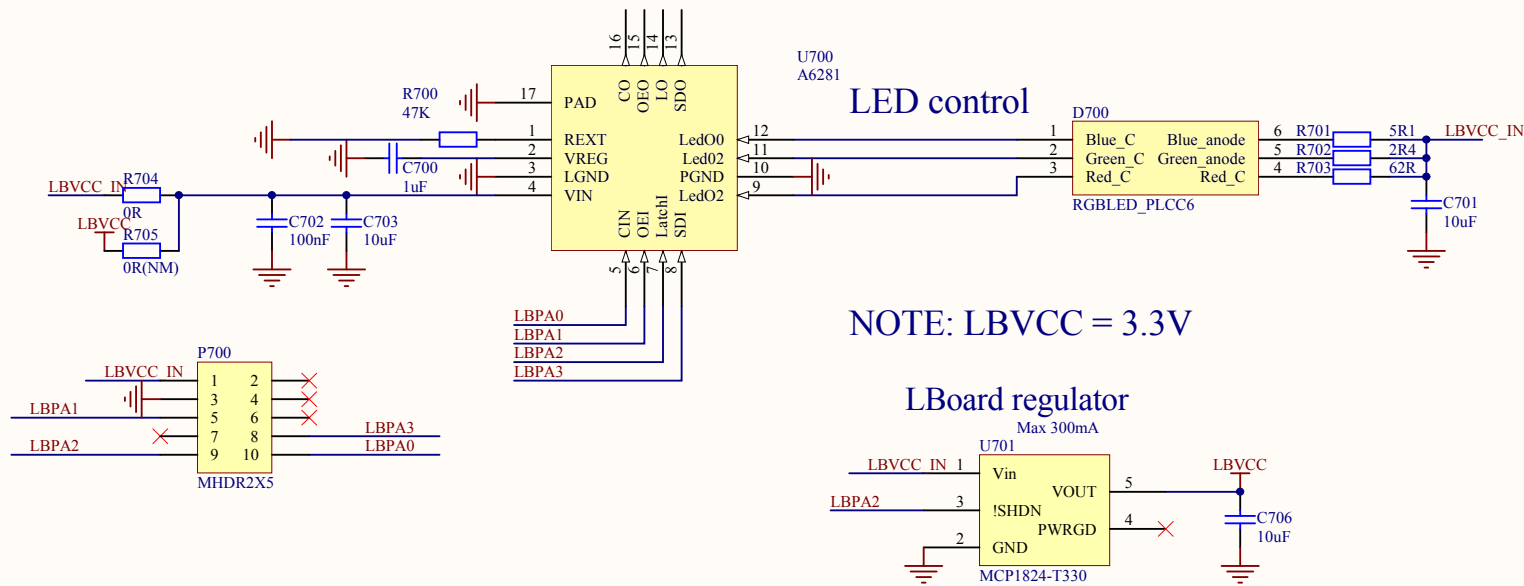 16 15 14 13
CO OEO LO SDO
U700
A6281
LED control
17 PAD
R700
47K
1 REXT
2 VREG
C700
1uF
3 LGND
4 VIN
LedO0 12
Led02 11
PGND 10
LedO2 9
CIN OEI LatchI SDI
5 6 7 8
LBPA0
LBPA1
LBPA2
LBPA3
D700
1 Blue_C Blue_anode 6
2 Green_C Green_anode 5
3 Red_C Red_C 4
RGBLED_PLCC6
R701 5R1 LBVCC_IN
R702 2R4
R703 62R
C701
10uF
LBVCC_IN R704
0R
LBVCC
R705
0R(NM)
C702
100nF
C703
10uF
NOTE: LBVCC = 3.3V
P700
LBVCC_IN 1 2
3 4
LBPA1 5 6
7 8 LBPA3
LBPA2 9 10 LBPA0
MHDR2X5
LBoard regulator
Max 300mA
U701
LBVCC_IN 1 Vin
VOUT 5 LBVCC
LBPA2 3 !SHDN
PWRGD 4
2 GND
MCP1824-T330
C706
10uF